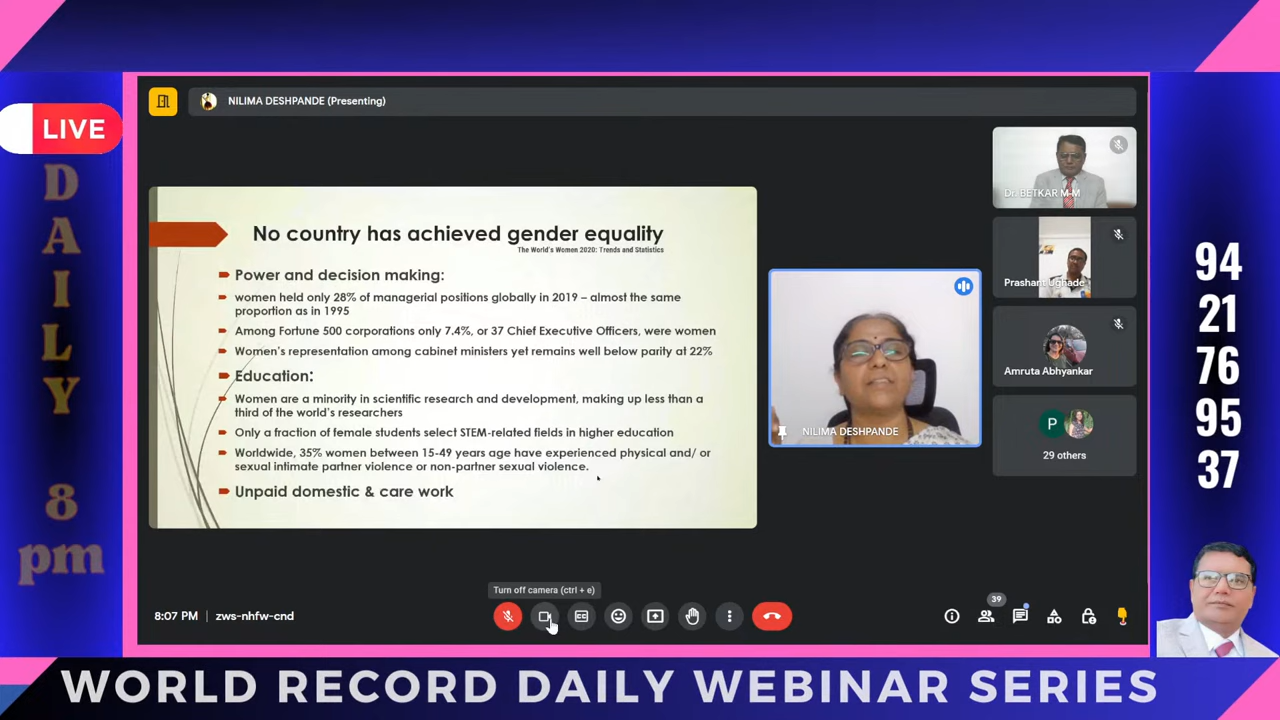 NILIMA DESHPANDE (Presenting)
LIVE
DAILY
8
pm
No country has achieved gender equality
The World's Women 2020: Trends and Statistics
Power and decision making:
women held only 28% of managerial positions globally in 2019 – almost the same
proportion as in 1995
Among Fortune 500 corporations only 7.4%, or 37 Chief Executive Officers, were women
Women's representation among cabinet ministers yet remains well below parity at 22%
Education:
Women are a minority in scientific research and development, making up less than a
third of the world's researchers
Only a fraction of female students select STEM-related fields in higher education
Worldwide, 35% women between 15-49 years age have experienced physical and/ or
sexual intimate partner violence or non-partner sexual violence.
Unpaid domestic & care work
NILIMA DESHPANDE
Dr. BETKAR M M
Prashant Ughade
Amruta Abhyankar
P
29 others
94
21
76
95
37
Turn off camera (ctrl + e)
8:07 PM | zws-nhfw-cnd
39
WORLD RECORD DAILY WEBINAR SERIES